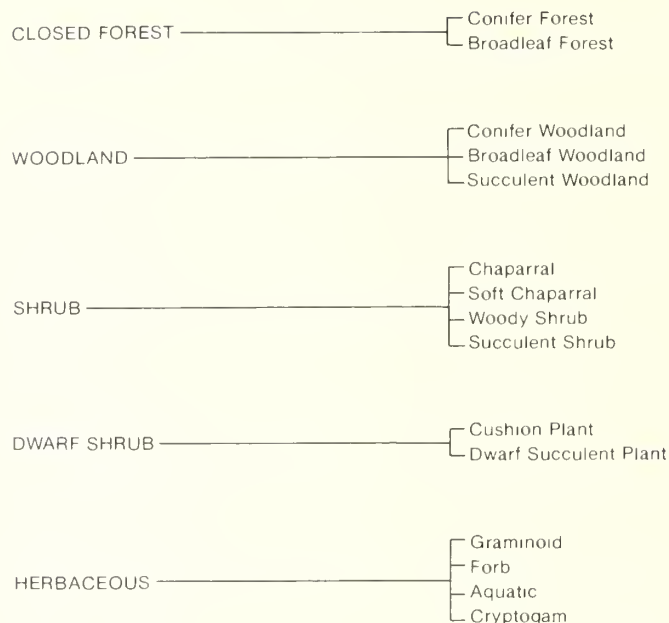 CLOSED FOREST
Conifer Forest
Broadleaf Forest
WOODLAND
Conifer Woodland
Broadleaf Woodland
Succulent Woodland
SHRUB
Chaparral
Soft Chaparral
Woody Shrub
Succulent Shrub
DWARF SHRUB
Cushion Plant
Dwarf Succulent Plant
HERBACEOUS
Graminoid
Forb
Aquatic
Cryptogam